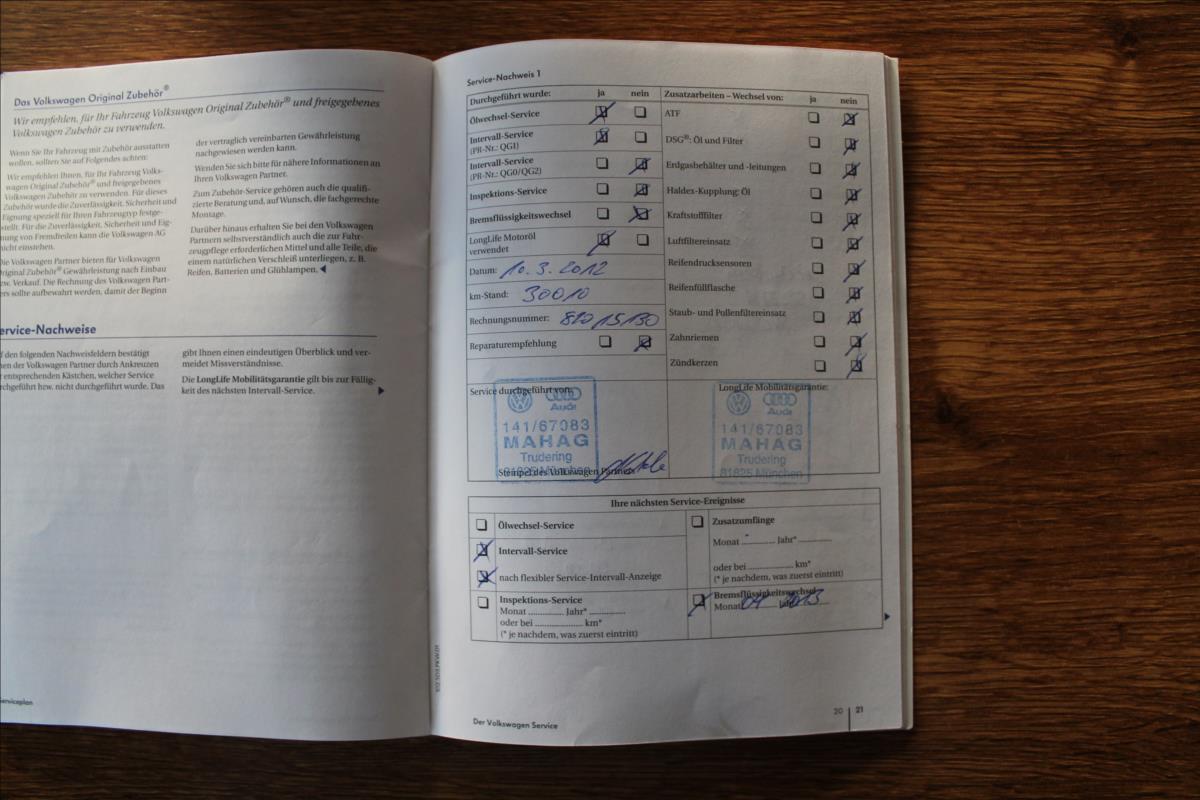 Das Volkswagen Original Zubehör®
Wir empfehlen, für Ihr Fahrzeug Volkswagen Original Zubehör® und freigegebenes
Volkswagen Zubehör zu verwenden.
Wenn Sie Ihr Fahrzeug mit Zubehör ausstatten
wollen, sollten Sie auf Folgendes achten:
Wir empfehlen Ihnen, für Ihr Fahrzeug Volks-
wagen Original Zubehör® und freigegebenes
Volkswagen Zubehör zu verwenden. Für dieses
Zubehör wurde die Zuverlässigkeit, Sicherheit und
Eignung speziell für Ihren Fahrzeugtyp festge-
stellt. Für die Zuverlässigkeit, Sicherheit und Eig-
nung von Fremdteilen kann die Volkswagen AG
nicht einstehen.
Die Volkswagen Partner bieten für Volkswagen
Original Zubehör® Gewährleistung nach Einbau
bzw. Verkauf. Die Rechnung des Volkswagen Part-
ers sollte aufbewahrt werden, damit der Beginn
der vertraglich vereinbarten Gewährleistung
nachgewiesen werden kann.
Wenden Sie sich bitte für nähere Informationen an
Ihren Volkswagen Partner.
Zum Zubehör-Service gehören auch die qualifi-
zierte Beratung und, auf Wunsch, die fachgerechte
Montage.
Darüber hinaus erhalten Sie bei den Volkswagen
Partnern selbstverständlich auch die zur Fahr-
zeugpflege erforderlichen Mittel und alle Teile, die
einem natürlichen Verschleiß unterliegen, z. B.
Reifen, Batterien und Glühlampen. ◀
ervice-Nachweise
f den folgenden Nachweisfeldern bestätigt
nen der Volkswagen Partner durch Ankreuzen
r entsprechenden Kästchen, welcher Service
rchgeführt bzw. nicht durchgeführt wurde. Das
gibt Ihnen einen eindeutigen Überblick und ver-
meidet Missverständnisse.
Die LongLife Mobilitätsgarantie gilt bis zur Fällig-
keit des nächsten Intervall-Service. ▶
Serviceplan
Service-Nachweis 1
Durchgeführt wurde: ja nein
Ölwechsel-Service
Intervall-Service
(PR-Nr.: QG1)
Intervall-Service
(PR-Nr.: QG0/QG2)
Inspektions-Service
Bremsflüssigkeitswechsel
LongLife Motoröl
verwendet
Datum: 10.3.2012
km-Stand: 30010
Rechnungsnummer:
Reparaturempfehlung
Zusatzarbeiten – Wechsel von: ja nein
ATF
DSG®: Öl und Filter
Erdgasbehälter und -leitungen
Haldex-Kupplung: Öl
Kraftstofffilter
Luftfiltereinsatz
Reifendrucksensoren
Reifenfüllflasche
Staub- und Pollenfiltereinsatz
Zahnriemen
Zündkerzen
Service durchgeführt von:
Audi
141/67083
MAHAG
Trudering
81825 München
Stempel des Volkswagen Partners
LongLife Mobilitätsgarantie:
Audi
141/67083
MAHAG
Trudering
81825 München
Ihre nächsten Service-Ereignisse
Ölwechsel-Service
Intervall-Service
nach flexibler Service-Intervall-Anzeige
Inspektions-Service
Monat ............ Jahr* ............
oder bei ............ km*
(* je nachdem, was zuerst eintritt)
Zusatzumfänge
Monat ............ Jahr* ............
oder bei ............ km*
(* je nachdem, was zuerst eintritt)
Bremsflüssigkeitswechsel
Monat 04 Jahr 2013
▶
Der Volkswagen Service
20 | 21